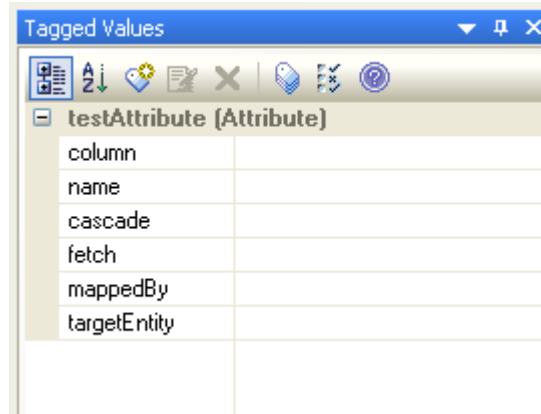 Tagged Values
testAttribute (Attribute)
column
name
cascade
fetch
mappedBy
targetEntity